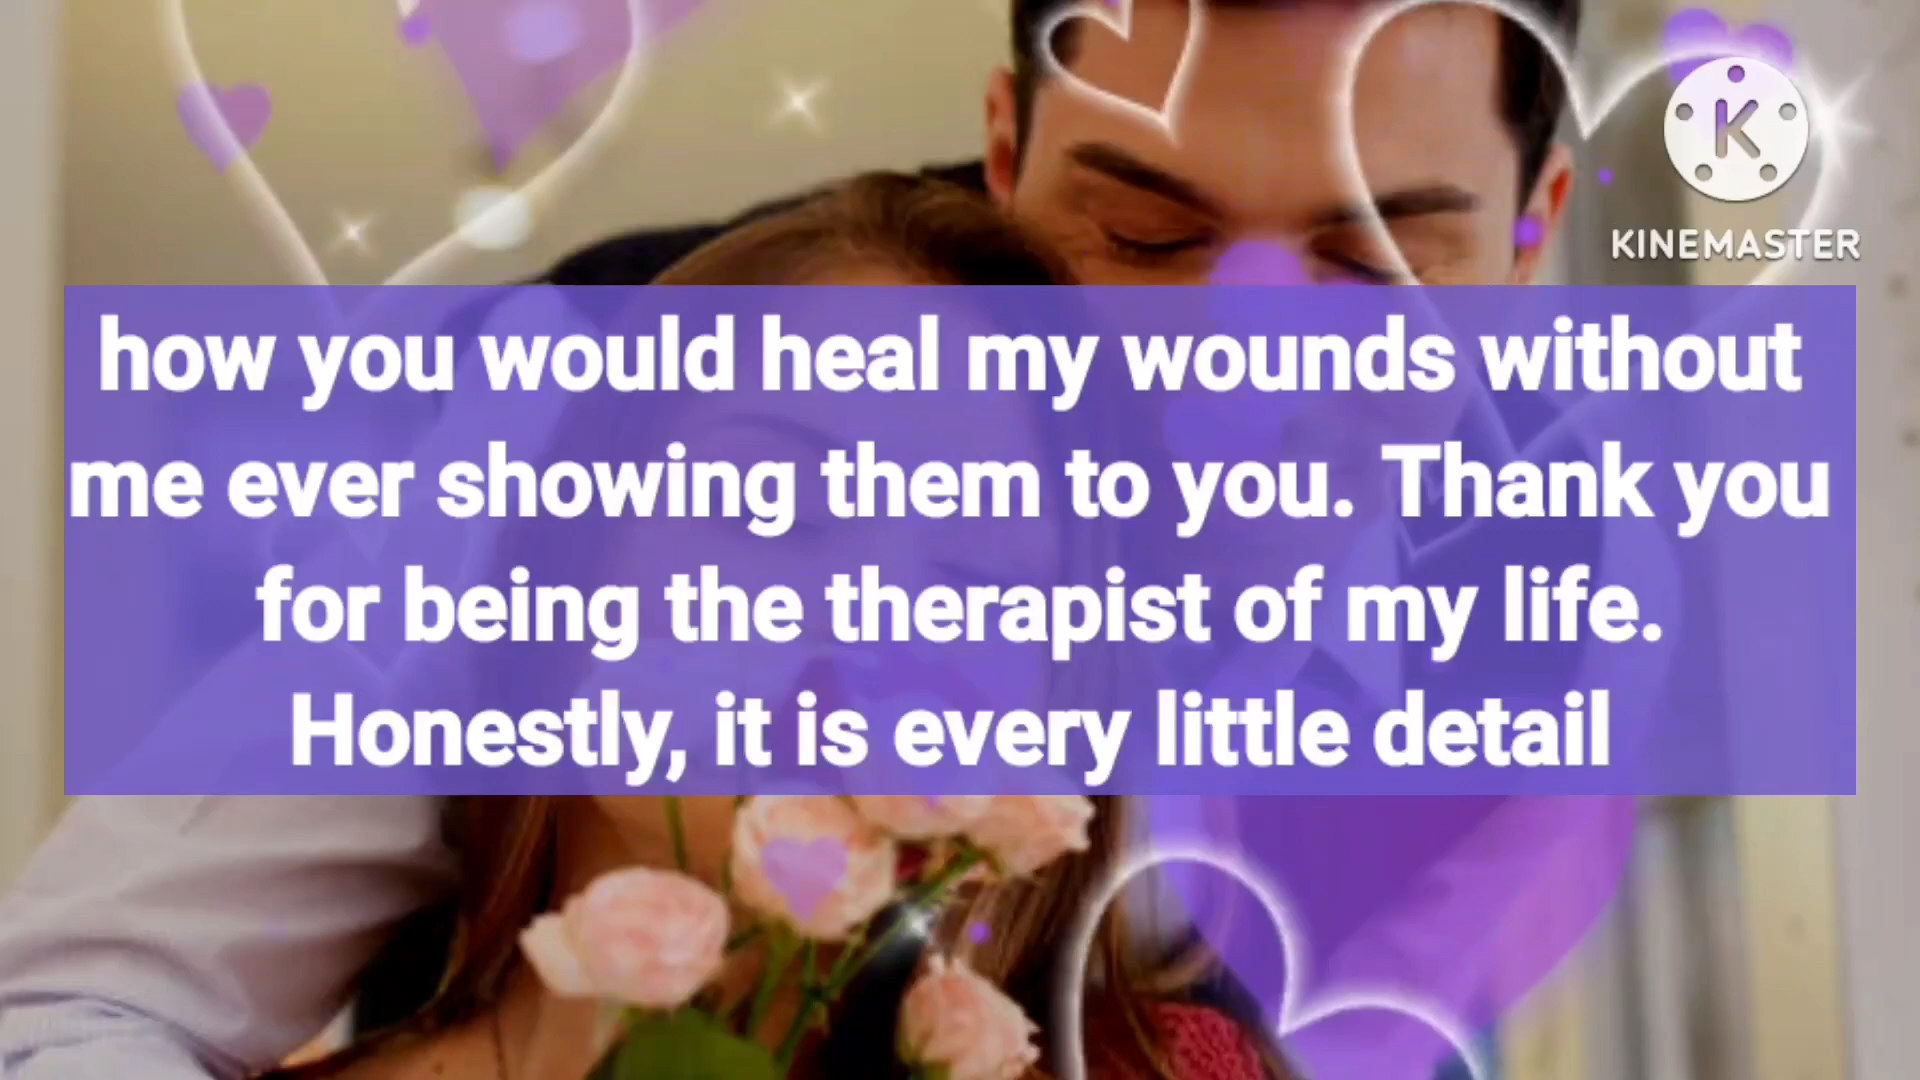 KINEMASTER
how you would heal my wounds without
me ever showing them to you. Thank you
for being the therapist of my life.
Honestly, it is every little detail